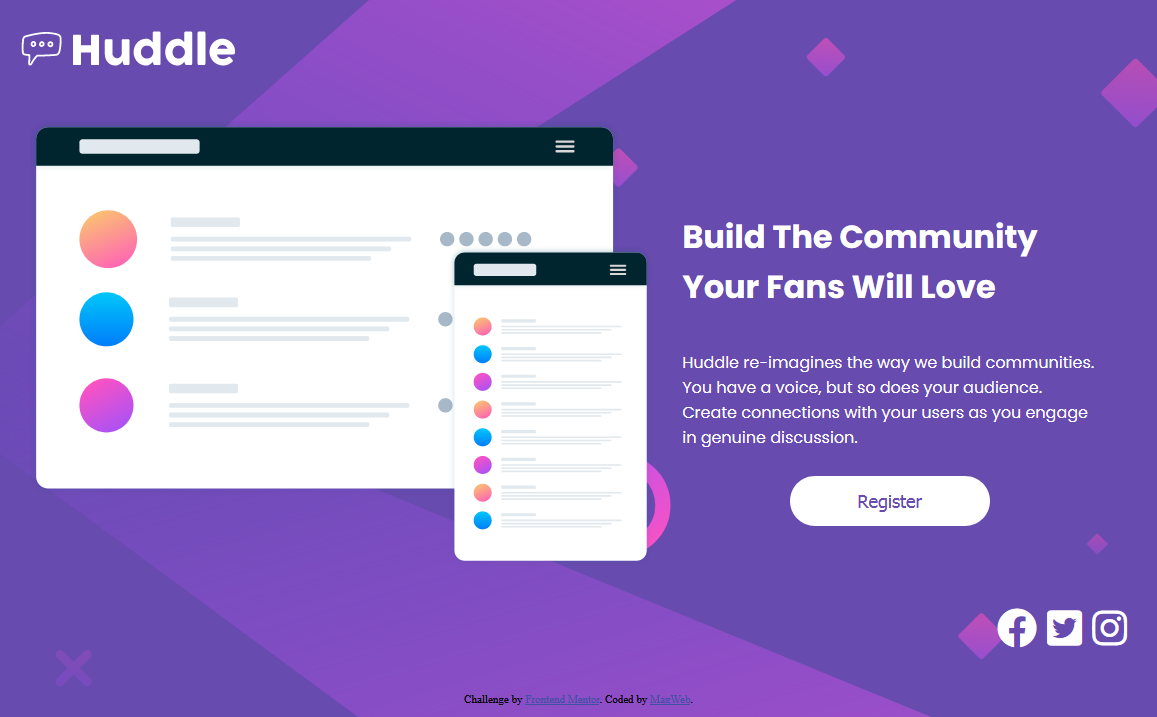 Huddle
Build The Community
Your Fans Will Love
Huddle re-imagines the way we build communities.
You have a voice, but so does your audience.
Create connections with your users as you engage
in genuine discussion.
Register
Challenge by Frontend Mentor. Coded by MagWeb.